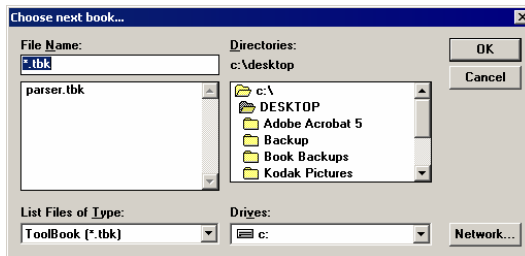 Choose next book...
File Name:
*.tbk
parser.tbk
Directories:
c:\desktop
c:\
DESKTOP
Adobe Acrobat 5
Backup
Book Backups
Kodak Pictures
OK
Cancel
List Files of Type:
ToolBook (*.tbk)
Drives:
c:
Network...